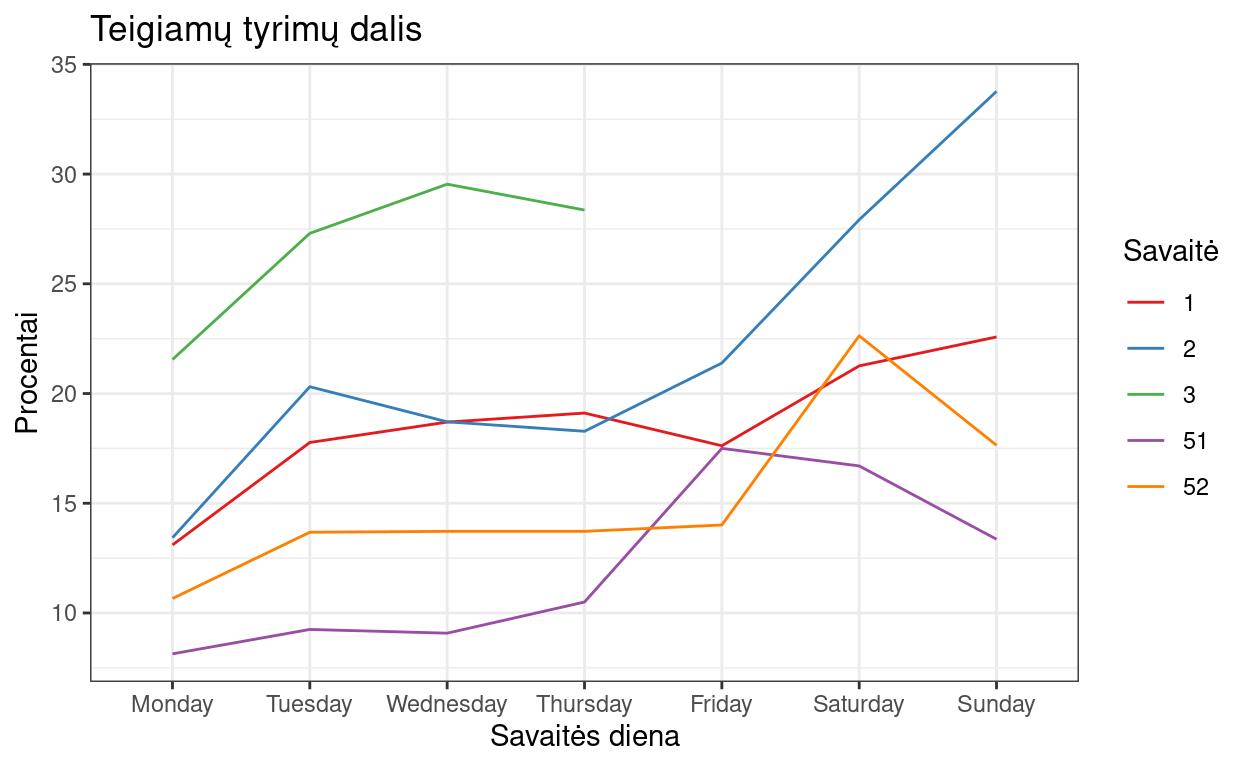 Teigiamų tyrimų dalis
35
30
25
20
15
10
Procentai
Monday Tuesday Wednesday Thursday Friday Saturday Sunday
Savaitės diena
Savaitė
1
2
3
51
52